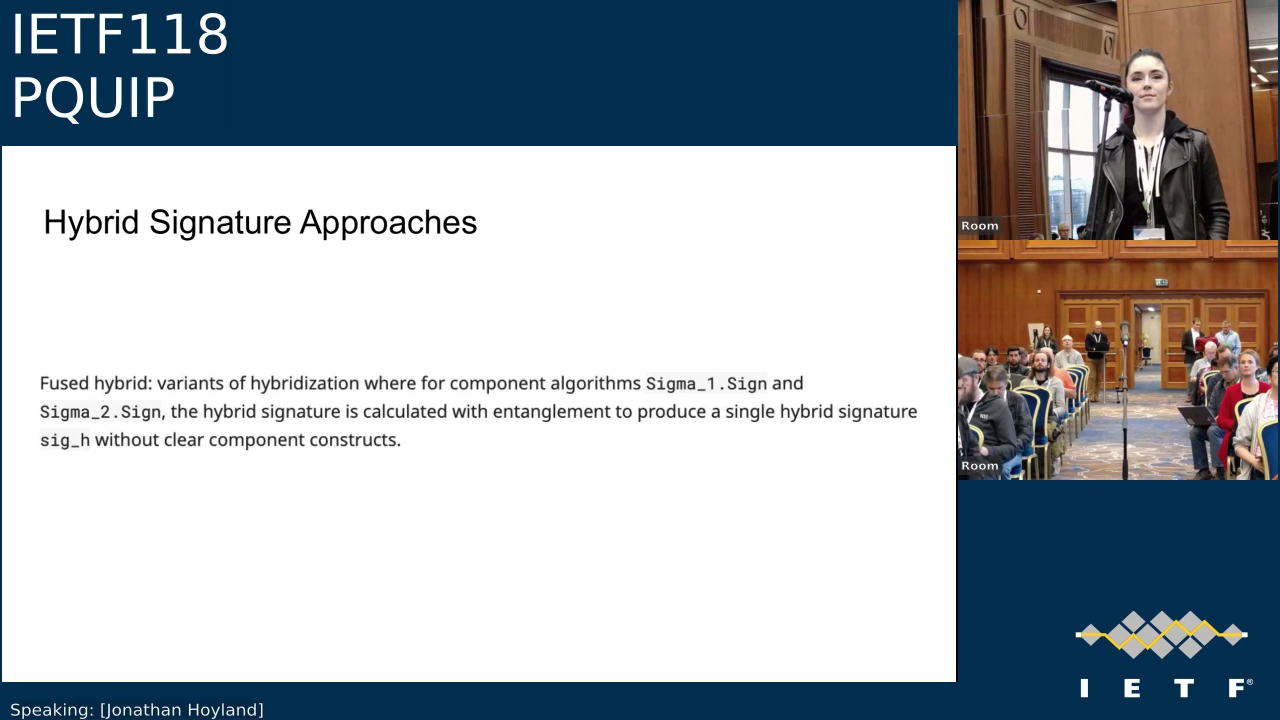 IETF118
PQUIP
Hybrid Signature Approaches
Fused hybrid: variants of hybridization where for component algorithms Sigma_1.Sign and
Sigma_2.Sign, the hybrid signature is calculated with entanglement to produce a single hybrid signature
sig_h without clear component constructs.
Room
Room
I E T F®
Speaking: [Jonathan Hoyland]